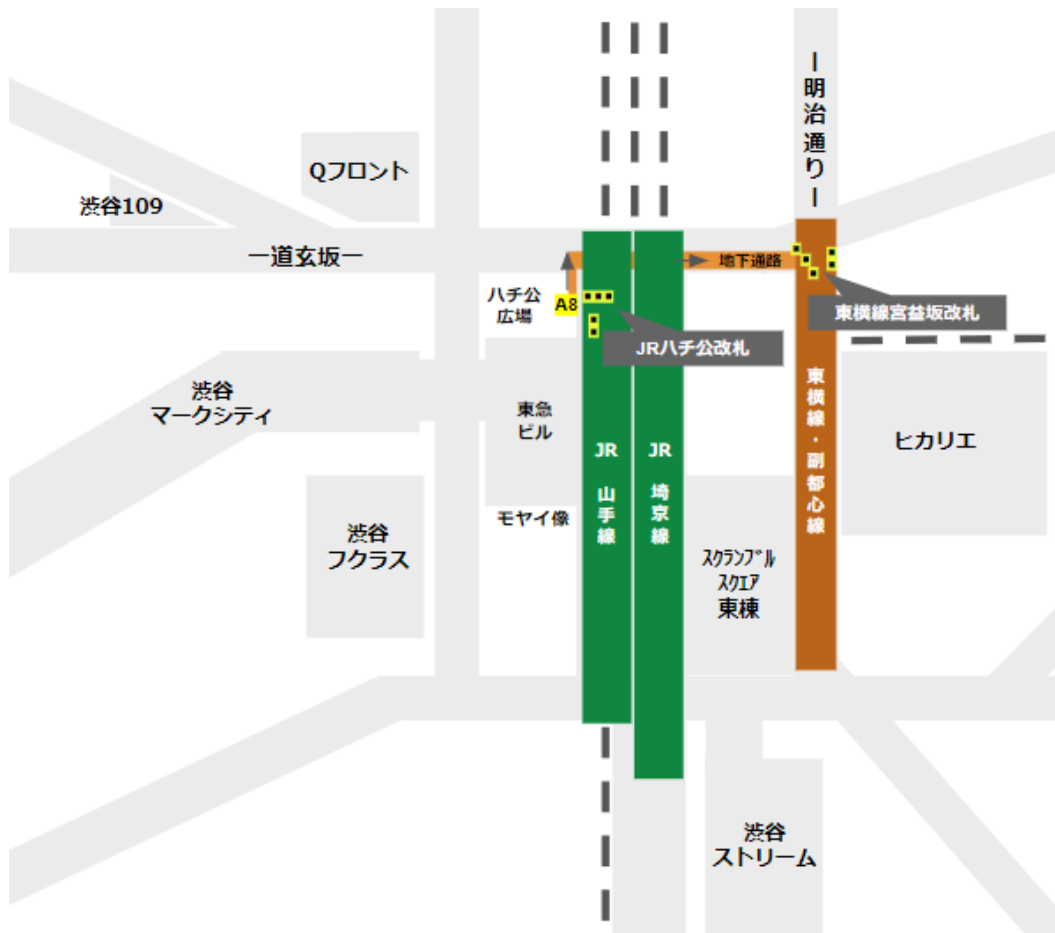 ー明治通りー
Qフロント
渋谷109
ー道玄坂ー
地下通路
ハチ公
広場
A8
東横線宮益坂改札
JRハチ公改札
渋谷
マークシティ
東急
ビル
JR 山手線
JR 埼京線
東横線・副都心線
ヒカリエ
モヤイ像
渋谷
フクラス
スクランブル
スクエア
東棟
渋谷
ストリーム